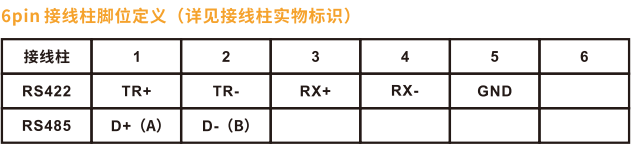 6pin 接线柱脚位定义（详见接线柱实物标识）
接线柱 1 2 3 4 5 6
RS422 TR+ TR- RX+ RX- GND
RS485 D+（A） D-（B）